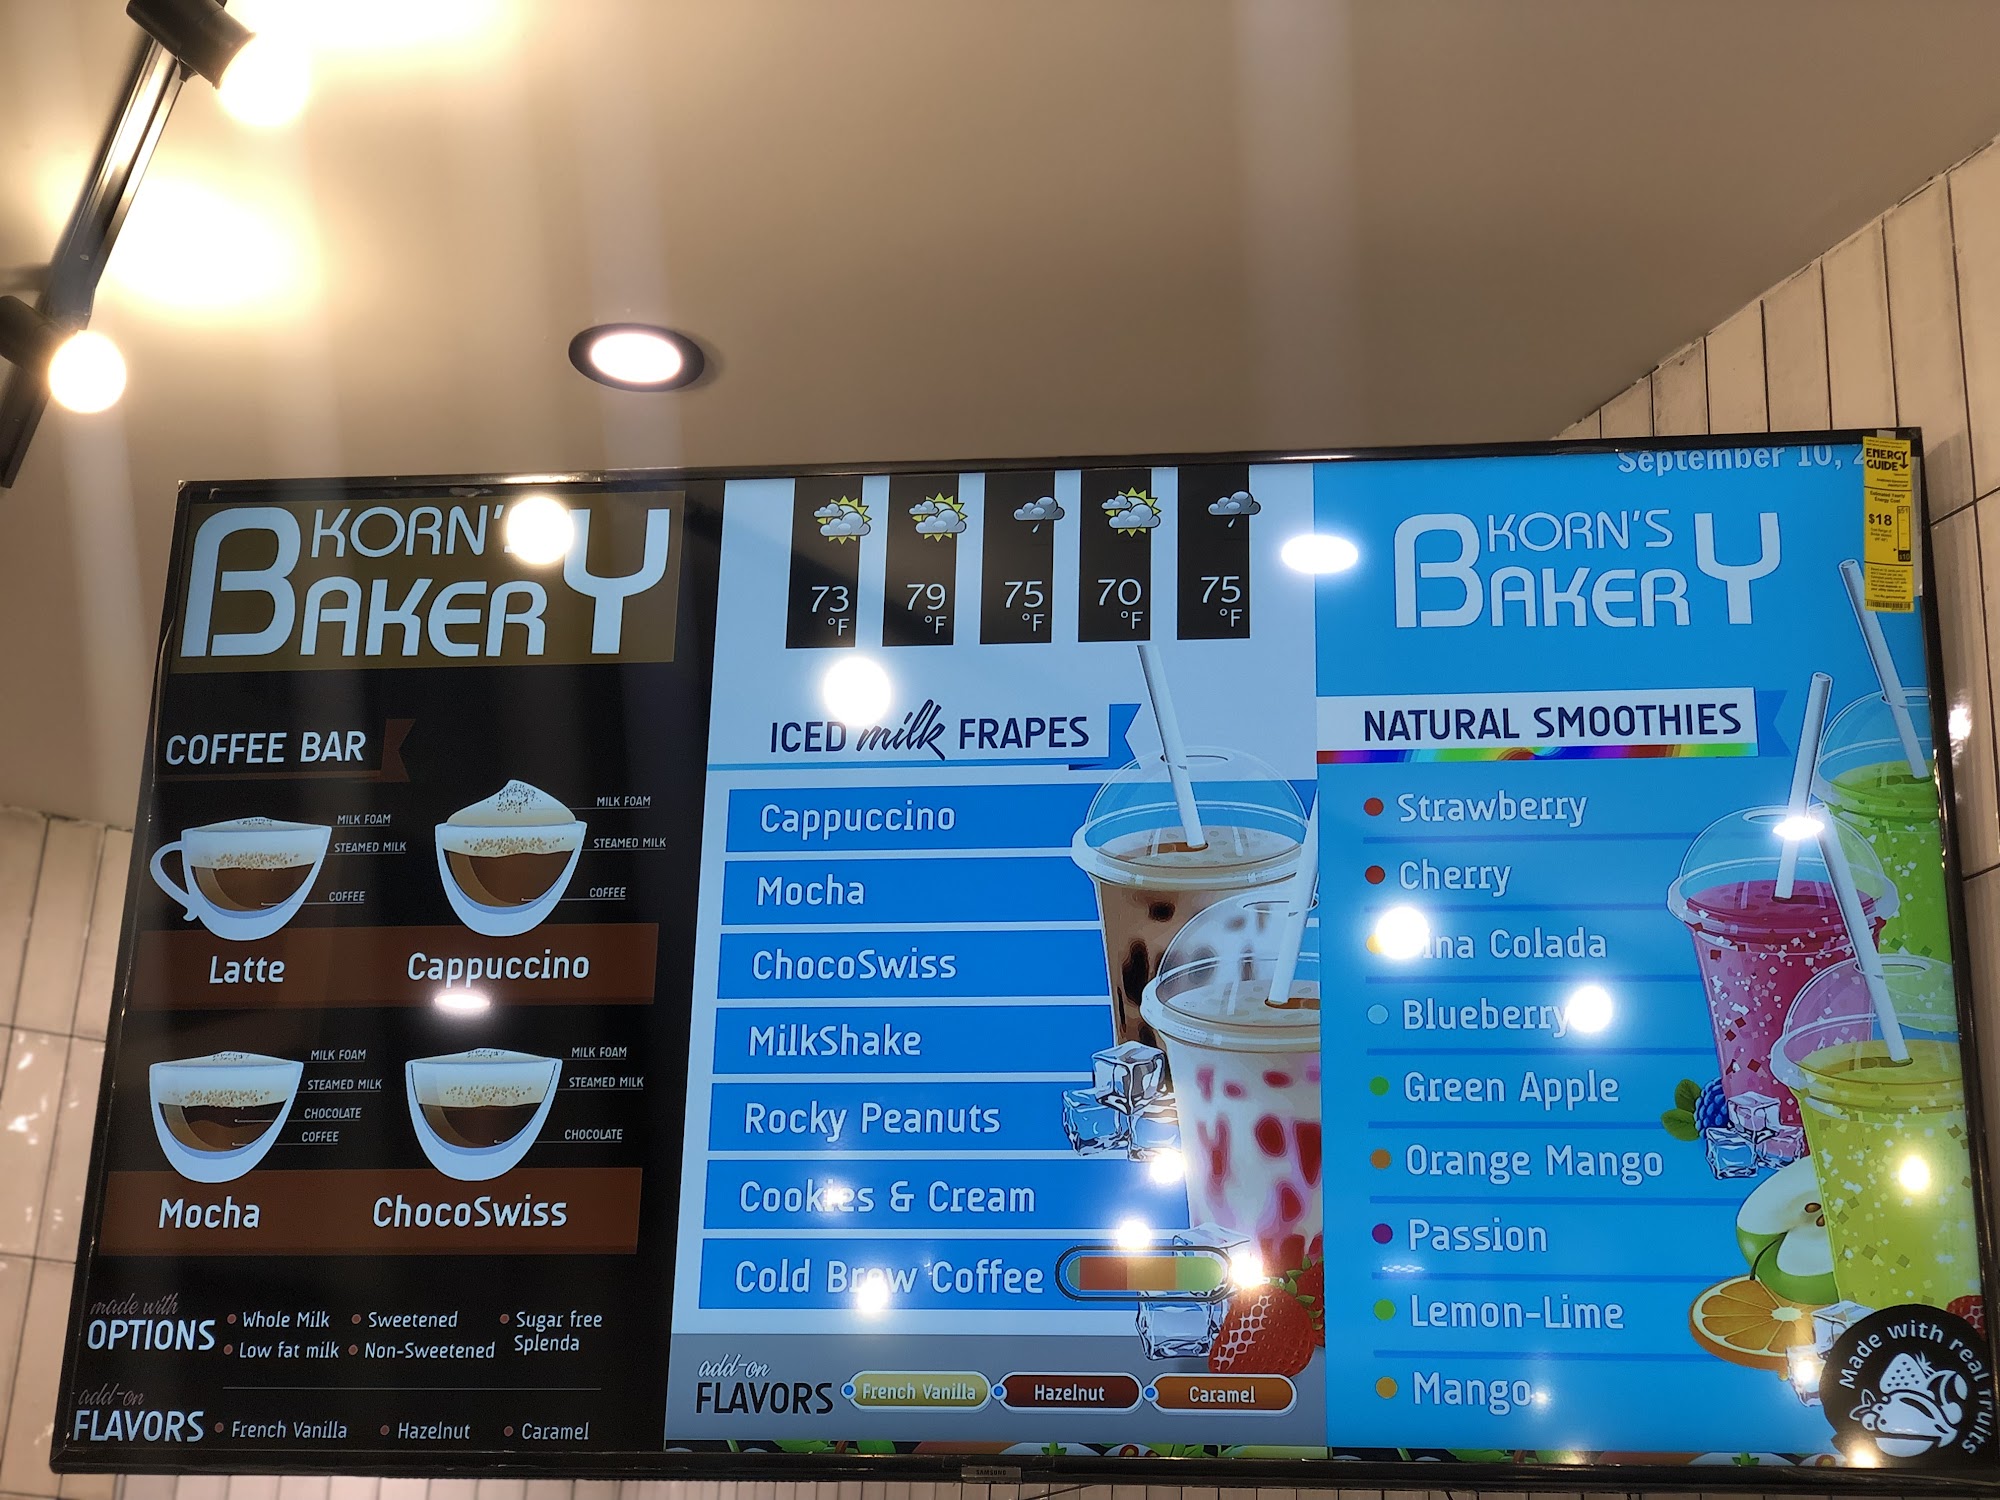 KORN'S
BAKERY
COFFEE BAR
MILK FOAM
STEAMED MILK
COFFEE
Latte
MILK FOAM
STEAMED MILK
COFFEE
Cappuccino
MILK FOAM
STEAMED MILK
CHOCOLATE
COFFEE
Mocha
MILK FOAM
STEAMED MILK
CHOCOLATE
ChocoSwiss
made with
OPTIONS
Whole Milk
Sweetened
Sugar free
Splenda
Low fat milk
Non-Sweetened
add-on
FLAVORS
French Vanilla
Hazelnut
Caramel
73 °F
79 °F
75 °F
70 °F
75 °F
ICED milk FRAPES
Cappuccino
Mocha
ChocoSwiss
MilkShake
Rocky Peanuts
Cookies & Cream
Cold Brew Coffee
add-on
FLAVORS
French Vanilla
Hazelnut
Caramel
SAMSUNG
September 10, 2
KORN'S
BAKERY
NATURAL SMOOTHIES
Strawberry
Cherry
Colada
Blueberry
Green Apple
Orange Mango
Passion
Lemon-Lime
Mango
Made with real fruits
ENERGY
GUIDE
$18